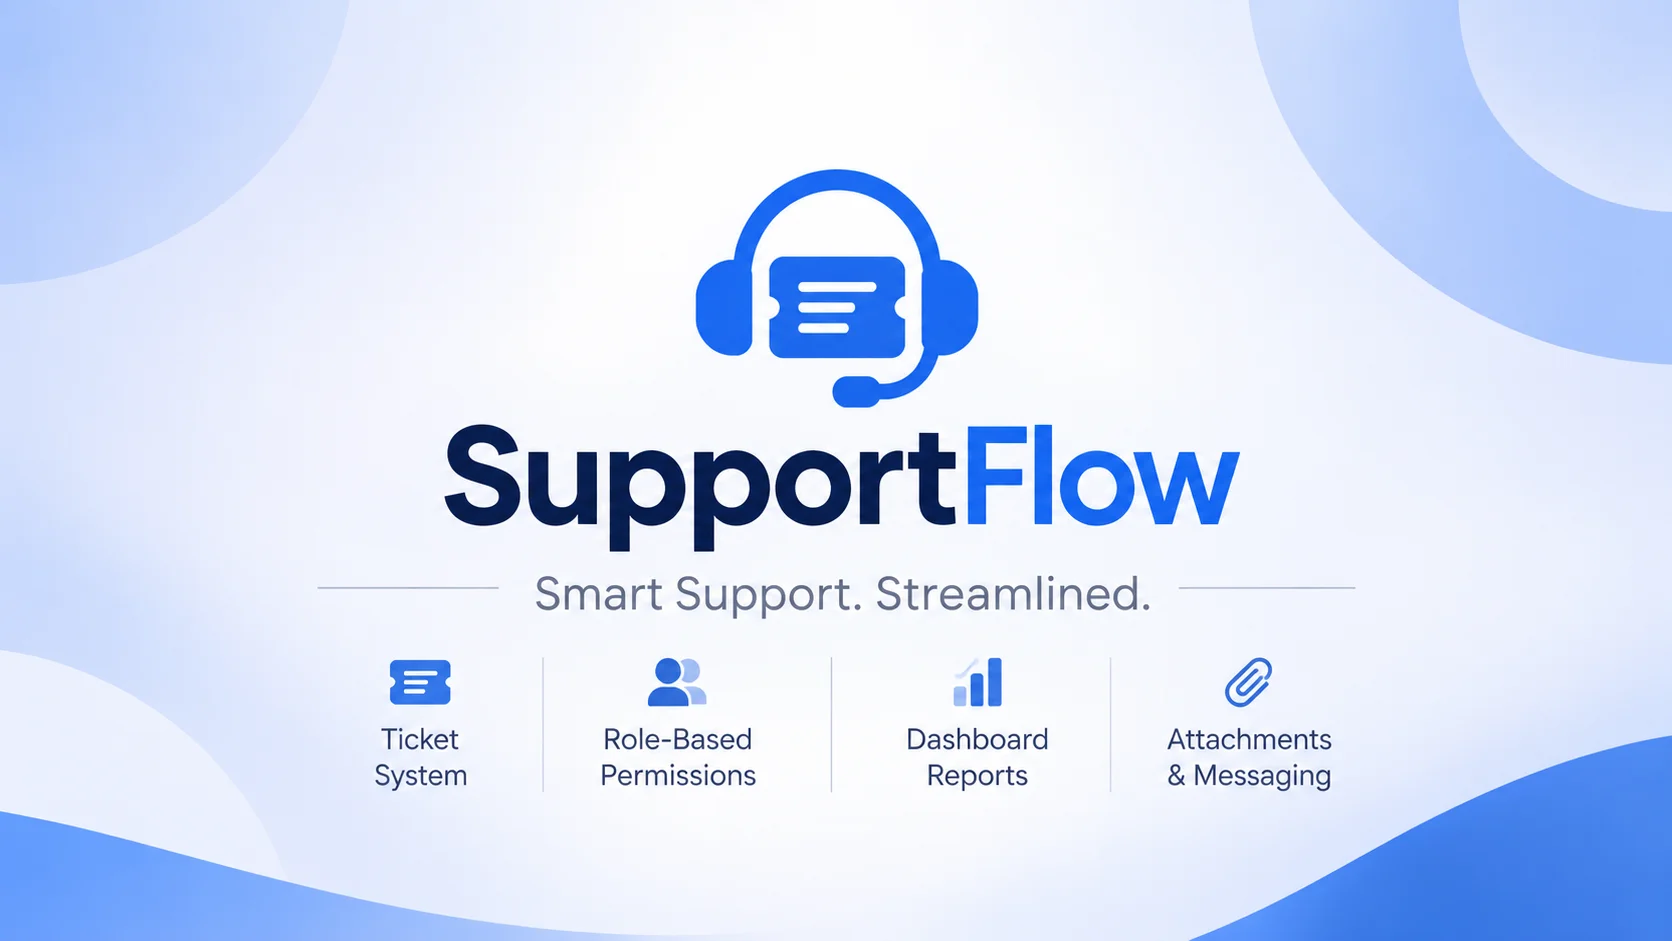 SupportFlow
Smart Support. Streamlined.
Ticket
System
Role-Based
Permissions
Dashboard
Reports
Attachments
& Messaging